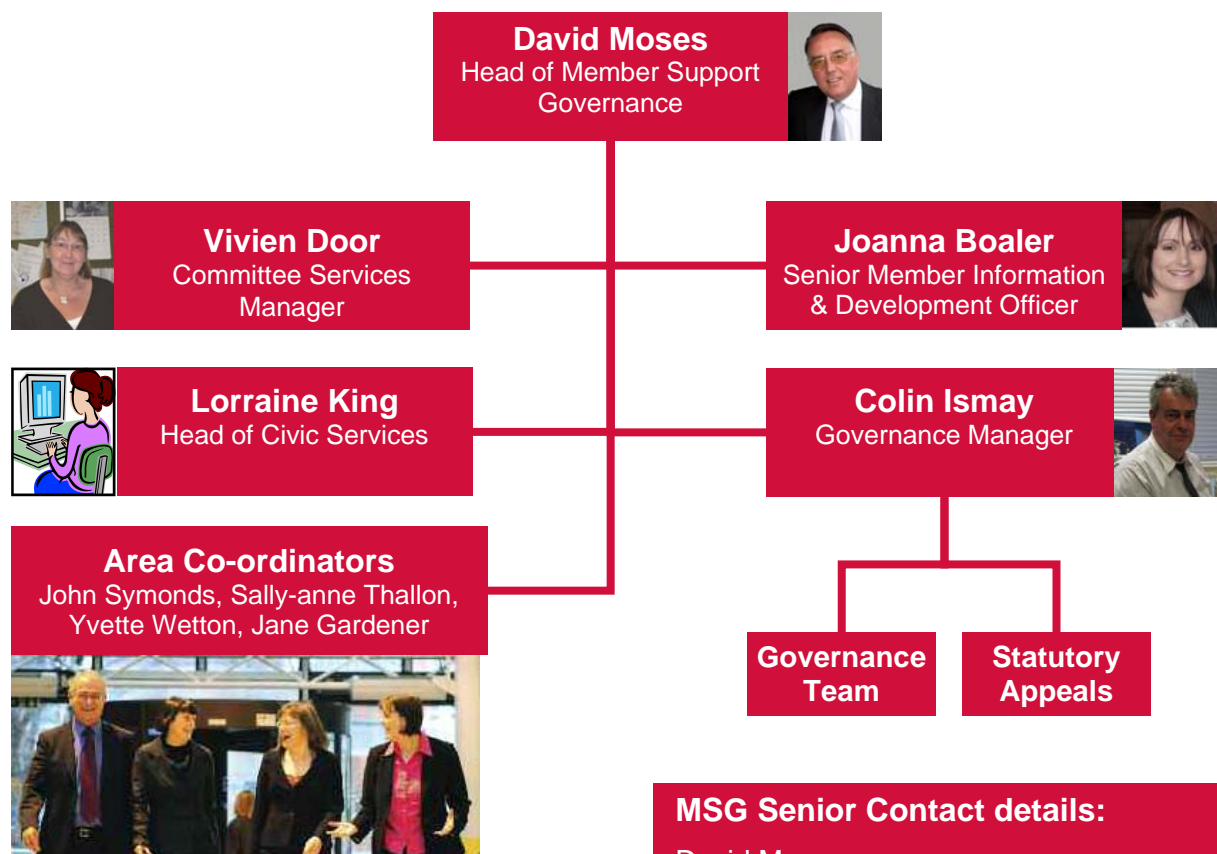 David Moses
Head of Member Support
Governance
Vivien Door
Committee Services
Manager
Joanna Boaler
Senior Member Information
& Development Officer
Lorraine King
Head of Civic Services
Colin Ismay
Governance Manager
Area Co-ordinators
John Symonds, Sally-anne Thallon,
Yvette Wetton, Jane Gardener
Governance
Team
Statutory
Appeals
MSG Senior Contact details:
David